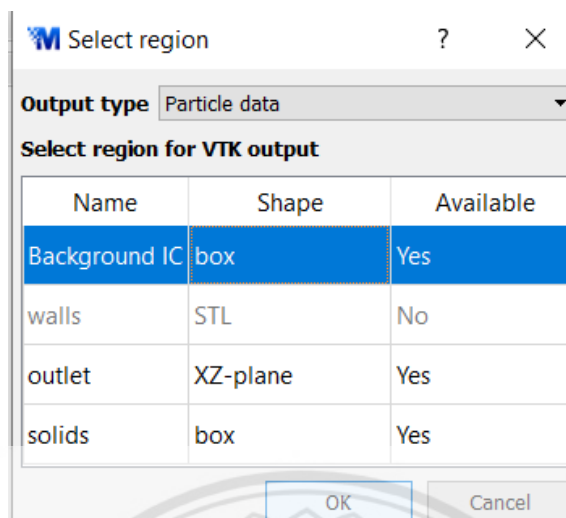 Select region ?
Output type Particle data
Select region for VTK output
Name Shape Available
Background IC box Yes
walls STL No
outlet XZ-plane Yes
solids box Yes
OK Cancel